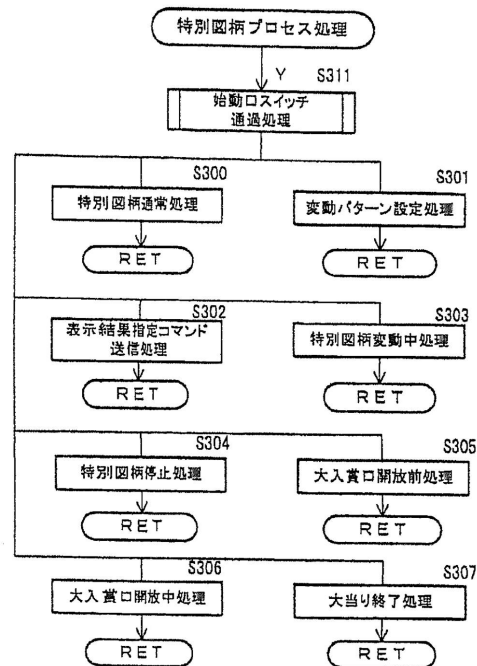 特別図柄プロセス処理
Y S311
始動口スイッチ
通過処理
S300
特別図柄通常処理
RET
S301
変動パターン設定処理
RET
S302
表示結果指定コマンド
送信処理
RET
S303
特別図柄変動中処理
RET
S304
特別図柄停止処理
RET
S305
大入賞口開放前処理
RET
S306
大入賞口開放中処理
RET
S307
大当り終了処理
RET